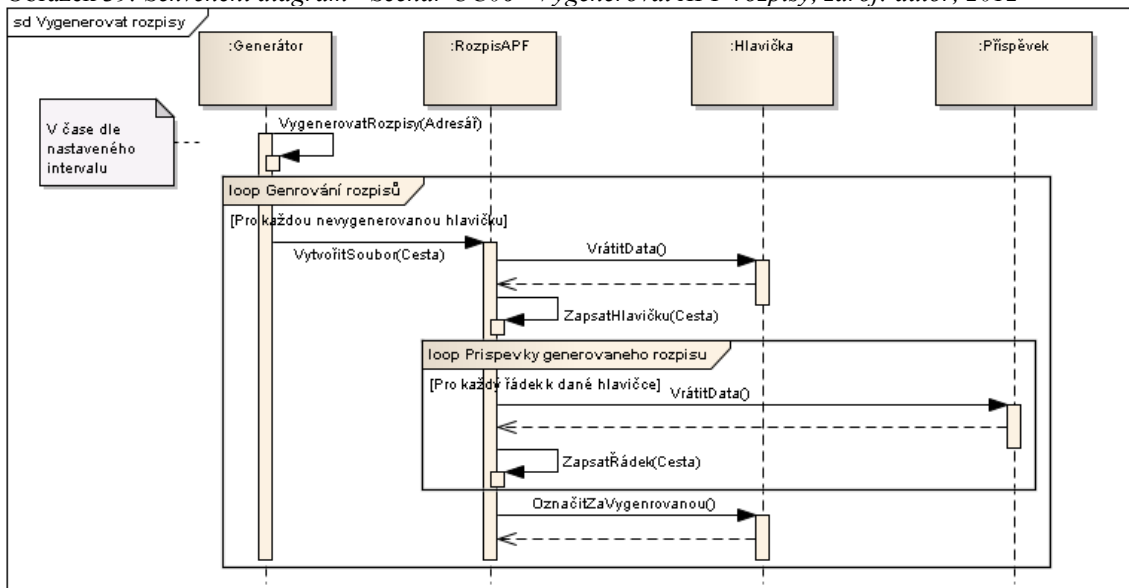 sd Vygenerovat rozpisy
:Generátor
:RozpisAPF
:Hlavička
:Příspěvek
V čase dle
nastaveného
intervalu
VygenerovatRozpisy(Adresář)
loop Genrování rozpisů
[Pro každou nevygenerovanou hlavičku]
VytvořitSoubor(Cesta)
VrátitData()
ZapsatHlavičku(Cesta)
loop Prispevky generovaneho rozpisu
[Pro každý řádek k dané hlavičce]
VrátitData()
ZapsatŘádek(Cesta)
OznačitZaVygenrovanou()